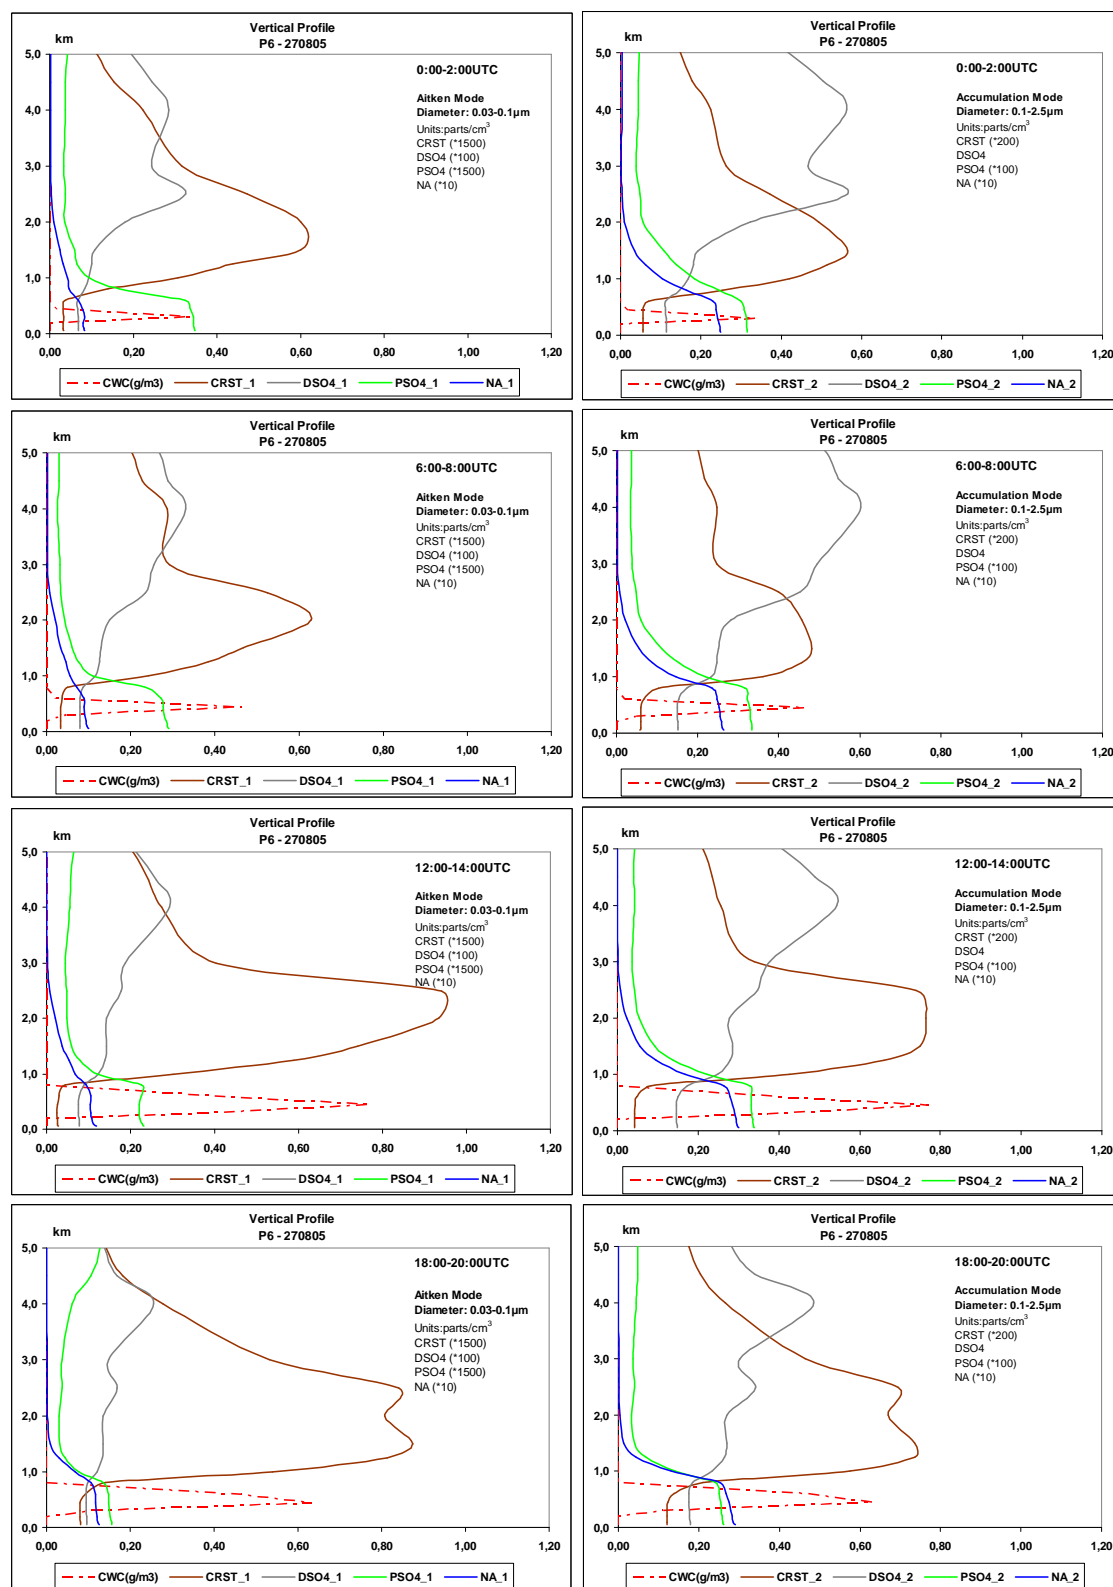 Vertical Profile
P6 - 270805
km
0:00-2:00UTC
Aitken Mode
Diameter: 0.03-0.1µm
Units:parts/cm³
CRST (*1500)
DSO4 (*100)
PSO4 (*1500)
NA (*10)
5,0
4,0
3,0
2,0
1,0
0,0
0,00 0,20 0,40 0,60 0,80 1,00 1,20
CWC(g/m3) CRST_1 DSO4_1 PSO4_1 NA_1
Vertical Profile
P6 - 270805
km
0:00-2:00UTC
Accumulation Mode
Diameter: 0.1-2.5µm
Units:parts/cm³
CRST (*200)
DSO4
PSO4 (*100)
NA (*10)
5,0
4,0
3,0
2,0
1,0
0,0
0,00 0,20 0,40 0,60 0,80 1,00 1,20
CWC(g/m3) CRST_2 DSO4_2 PSO4_2 NA_2
Vertical Profile
P6 - 270805
km
6:00-8:00UTC
Aitken Mode
Diameter: 0.03-0.1µm
Units:parts/cm³
CRST (*1500)
DSO4 (*100)
PSO4 (*1500)
NA (*10)
5,0
4,0
3,0
2,0
1,0
0,0
0,00 0,20 0,40 0,60 0,80 1,00 1,20
CWC(g/m3) CRST_1 DSO4_1 PSO4_1 NA_1
Vertical Profile
P6 - 270805
km
6:00-8:00UTC
Accumulation Mode
Diameter: 0.1-2.5µm
Units:parts/cm³
CRST (*200)
DSO4
PSO4 (*100)
NA (*10)
5,0
4,0
3,0
2,0
1,0
0,0
0,00 0,20 0,40 0,60 0,80 1,00 1,20
CWC(g/m3) CRST_2 DSO4_2 PSO4_2 NA_2
Vertical Profile
P6 - 270805
km
12:00-14:00UTC
Aitken Mode
Diameter: 0.03-0.1µm
Units:parts/cm³
CRST (*1500)
DSO4 (*100)
PSO4 (*1500)
NA (*10)
5,0
4,0
3,0
2,0
1,0
0,0
0,00 0,20 0,40 0,60 0,80 1,00 1,20
CWC(g/m3) CRST_1 DSO4_1 PSO4_1 NA_1
Vertical Profile
P6 - 270805
km
12:00-14:00UTC
Accumulation Mode
Diameter: 0.1-2.5µm
Units:parts/cm³
CRST (*200)
DSO4
PSO4 (*100)
NA (*10)
5,0
4,0
3,0
2,0
1,0
0,0
0,00 0,20 0,40 0,60 0,80 1,00 1,20
CWC(g/m3) CRST_2 DSO4_2 PSO4_2 NA_2
Vertical Profile
P6 - 270805
km
18:00-20:00UTC
Aitken Mode
Diameter: 0.03-0.1µm
Units:parts/cm³
CRST (*1500)
DSO4 (*100)
PSO4 (*1500)
NA (*10)
5,0
4,0
3,0
2,0
1,0
0,0
0,00 0,20 0,40 0,60 0,80 1,00 1,20
CWC(g/m3) CRST_1 DSO4_1 PSO4_1 NA_1
Vertical Profile
P6 - 270805
km
18:00-20:00UTC
Accumulation Mode
Diameter: 0.1-2.5µm
Units:parts/cm³
CRST (*200)
DSO4
PSO4 (*100)
NA (*10)
5,0
4,0
3,0
2,0
1,0
0,0
0,00 0,20 0,40 0,60 0,80 1,00 1,20
CWC(g/m3) CRST_2 DSO4_2 PSO4_2 NA_2